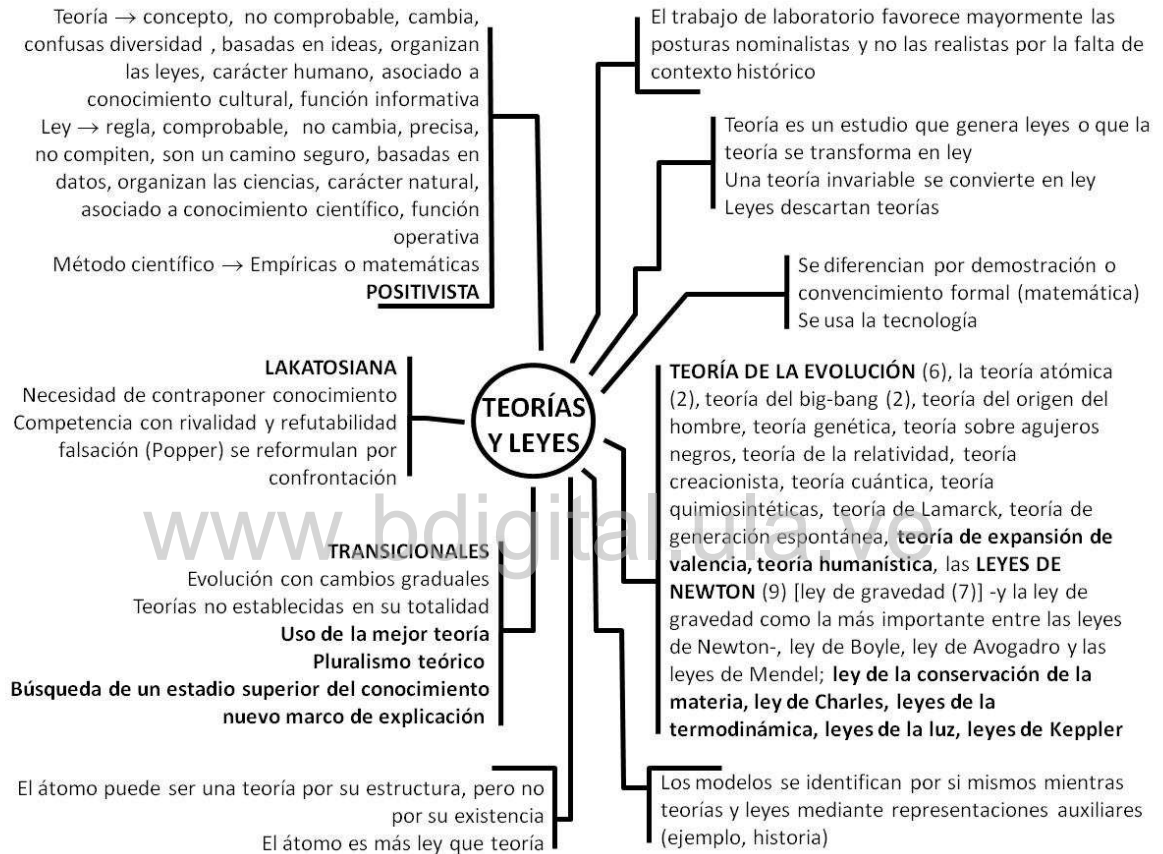 Teoría → concepto, no comprobable, cambia,
confusas diversidad , basadas en ideas, organizan
las leyes, carácter humano, asociado a
conocimiento cultural, función informativa
Ley → regla, comprobable, no cambia, precisa,
no compiten, son un camino seguro, basadas en
datos, organizan las ciencias, carácter natural,
asociado a conocimiento científico, función
operativa
Método científico → Empíricas o matemáticas
POSITIVISTA
LAKATOSIANA
Necesidad de contraponer conocimiento
Competencia con rivalidad y refutabilidad
falsación (Popper) se reformulan por
confrontación
TRANSICIONALES
Evolución con cambios graduales
Teorías no establecidas en su totalidad
Uso de la mejor teoría
Pluralismo teórico
Búsqueda de un estadio superior del conocimiento
nuevo marco de explicación
El átomo puede ser una teoría por su estructura, pero no
por su existencia
El átomo es más ley que teoría
TEORÍAS
Y LEYES
El trabajo de laboratorio favorece mayormente las
posturas nominalistas y no las realistas por la falta de
contexto histórico
Teoría es un estudio que genera leyes o que la
teoría se transforma en ley
Una teoría invariable se convierte en ley
Leyes descartan teorías
Se diferencian por demostración o
convencimiento formal (matemática)
Se usa la tecnología
TEORÍA DE LA EVOLUCIÓN (6), la teoría atómica
(2), teoría del big-bang (2), teoría del origen del
hombre, teoría genética, teoría sobre agujeros
negros, teoría de la relatividad, teoría
creacionista, teoría cuántica, teoría
quimiosintéticas, teoría de Lamarck, teoría de
generación espontánea, teoría de expansión de
valencia, teoría humanística, las LEYES DE
NEWTON (9) [ley de gravedad (7)] -y la ley de
gravedad como la más importante entre las leyes
de Newton-, ley de Boyle, ley de Avogadro y las
leyes de Mendel; ley de la conservación de la
materia, ley de Charles, leyes de la
termodinámica, leyes de la luz, leyes de Keppler
Los modelos se identifican por si mismos mientras
teorías y leyes mediante representaciones auxiliares
(ejemplo, historia)
www.bdigital.ula.ve